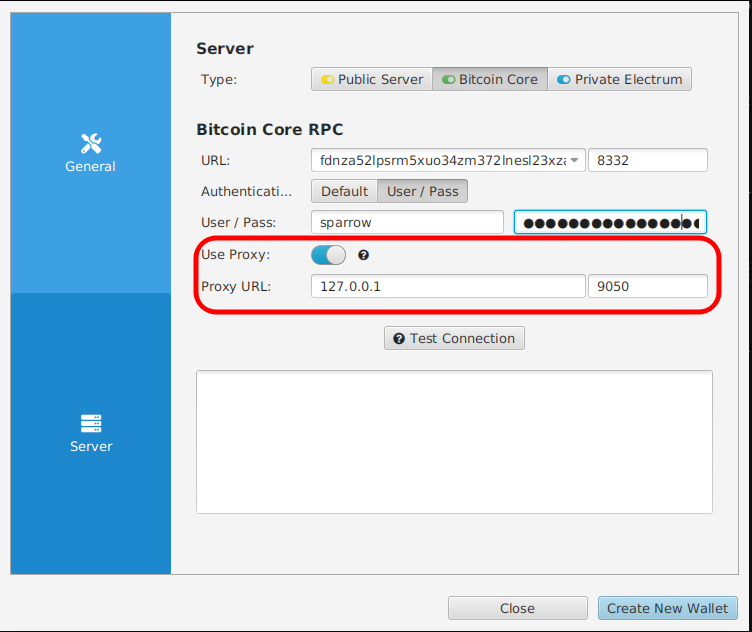 Server
Type: Public Server Bitcoin Core Private Electrum
General
Bitcoin Core RPC
URL: fdnza52lpsrm5xuo34zm372lnesl23xza 8332
Authenticati... Default User / Pass
User / Pass: sparrow ●●●●●●●●●●●●●●●●
Use Proxy:
Proxy URL: 127.0.0.1 9050
Test Connection
Server
Close Create New Wallet